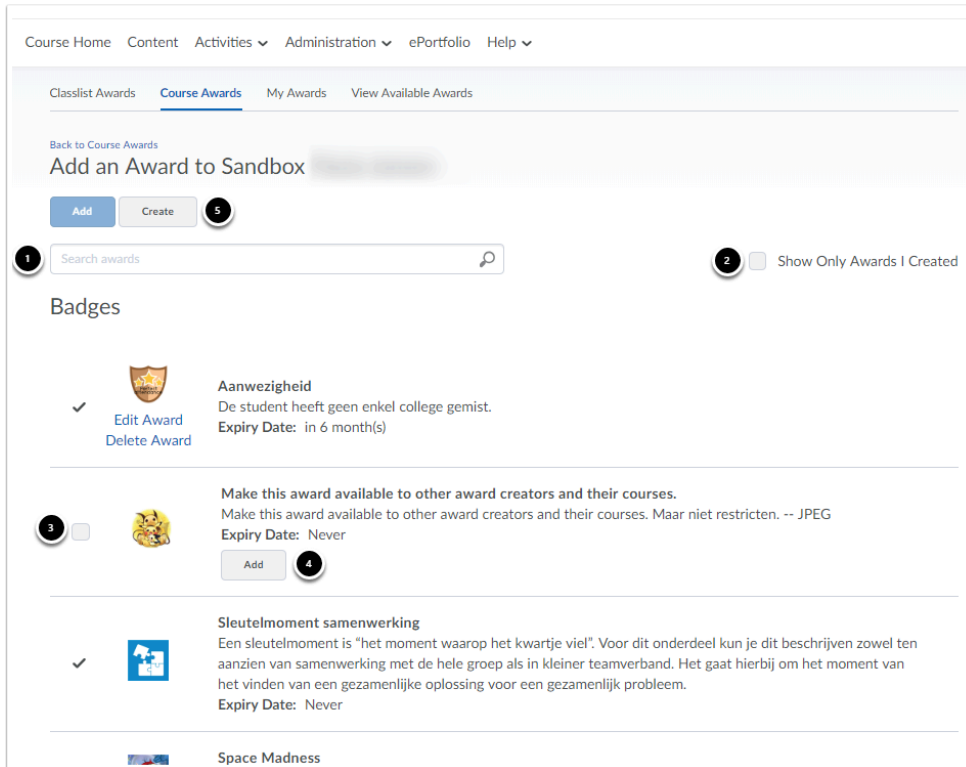 Course Home Content Activities Administration ePortfolio Help
Classlist Awards Course Awards My Awards View Available Awards
Back to Course Awards
Add an Award to Sandbox
Add Create 5
1 Search awards 2 Show Only Awards I Created
Badges
Aanwezigheid
De student heeft geen enkel college gemist.
Expiry Date: in 6 month(s)
Edit Award
Delete Award
Make this award available to other award creators and their courses.
3 Make this award available to other award creators and their courses. Maar niet restricten. -- JPEG
Expiry Date: Never
Add 4
Sleutelmoment samenwerking
Een sleutelmoment is “het moment waarop het kwartje viel”. Voor dit onderdeel kun je dit beschrijven zowel ten
aanzien van samenwerking met de hele groep als in kleiner teamverband. Het gaat hierbij om het moment van
het vinden van een gezamenlijke oplossing voor een gezamenlijk probleem.
Expiry Date: Never
Space Madness